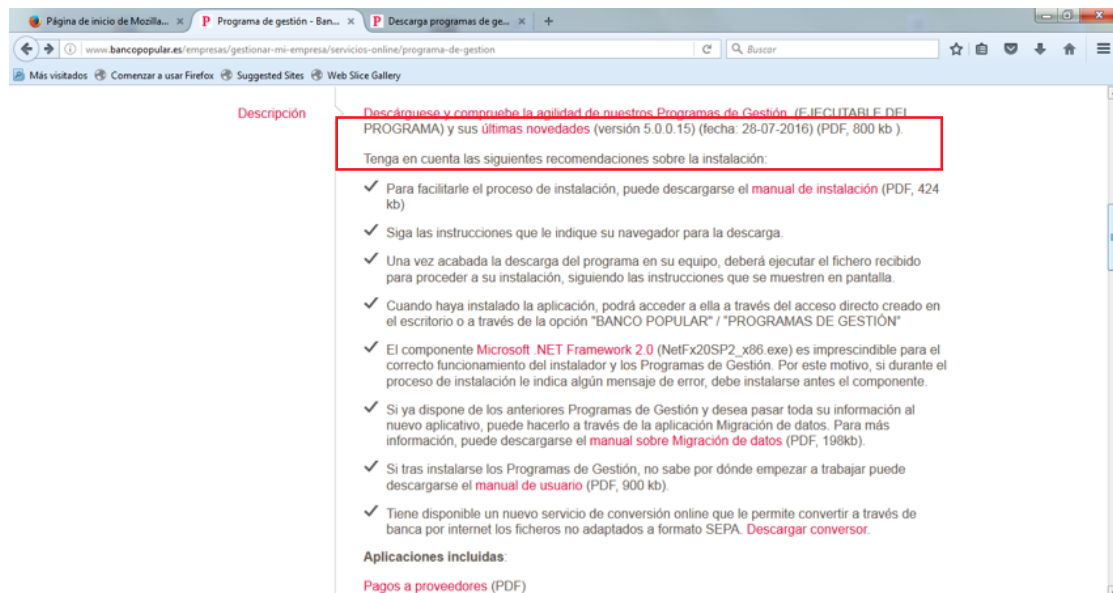 Página de inicio de Mozilla...
Programa de gestión - Ban...
Descarga programas de ge...
www.bancopopular.es/empresas/gestionar-mi-empresa/servicios-online/programa-de-gestion
Buscar
Más visitados Comenzar a usar Firefox Suggested Sites Web Slice Gallery
Descripción
Descárguese y compruebe la agilidad de nuestros Programas de Gestión. (EJECUTABLE DEL
PROGRAMA) y sus últimas novedades (versión 5.0.0.15) (fecha: 28-07-2016) (PDF, 800 kb ).
Tenga en cuenta las siguientes recomendaciones sobre la instalación:
Para facilitarle el proceso de instalación, puede descargarse el manual de instalación (PDF, 424
kb)
Siga las instrucciones que le indique su navegador para la descarga.
Una vez acabada la descarga del programa en su equipo, deberá ejecutar el fichero recibido
para proceder a su instalación, siguiendo las instrucciones que se muestren en pantalla.
Cuando haya instalado la aplicación, podrá acceder a ella a través del acceso directo creado en
el escritorio o a través de la opción "BANCO POPULAR" / "PROGRAMAS DE GESTIÓN"
El componente Microsoft .NET Framework 2.0 (NetFx20SP2_x86.exe) es imprescindible para el
correcto funcionamiento del instalador y los Programas de Gestión. Por este motivo, si durante el
proceso de instalación le indica algún mensaje de error, debe instalarse antes el componente.
Si ya dispone de los anteriores Programas de Gestión y desea pasar toda su información al
nuevo aplicativo, puede hacerlo a través de la aplicación Migración de datos. Para más
información, puede descargarse el manual sobre Migración de datos (PDF, 198kb).
Si tras instalarse los Programas de Gestión, no sabe por dónde empezar a trabajar puede
descargarse el manual de usuario (PDF, 900 kb).
Tiene disponible un nuevo servicio de conversión online que le permite convertir a través de
banca por internet los ficheros no adaptados a formato SEPA. Descargar conversor.
Aplicaciones incluidas:
Pagos a proveedores (PDF)